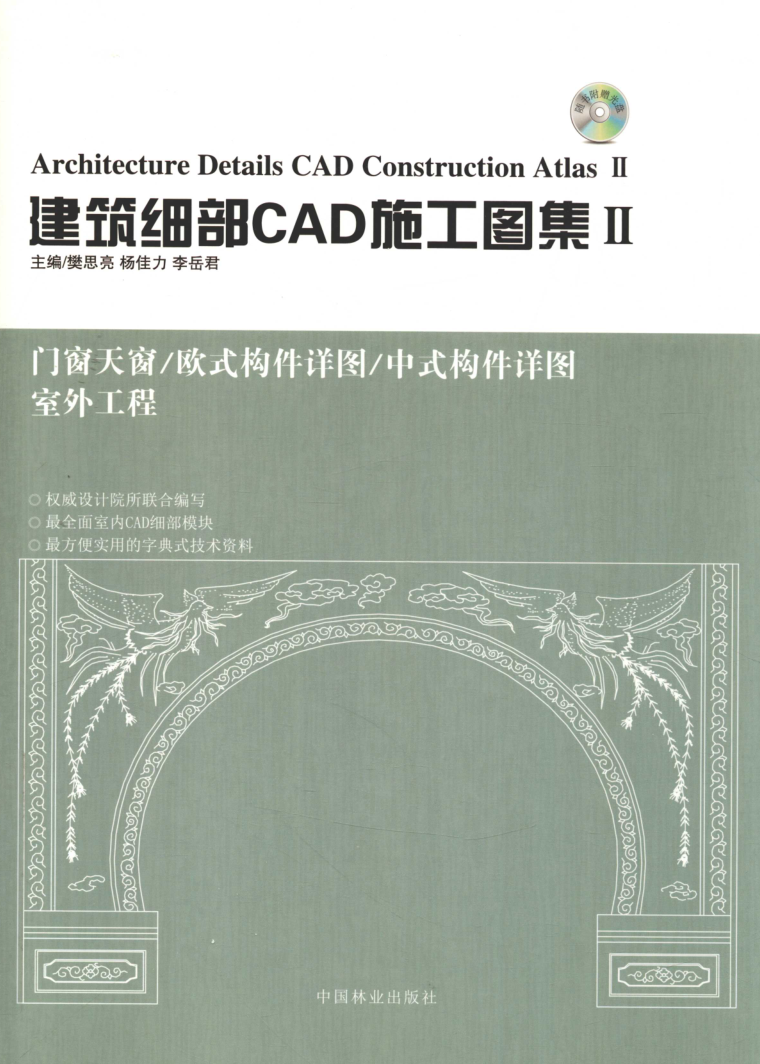 随书附赠光盘
Architecture Details CAD Construction Atlas Ⅱ
建筑细部CAD施工图集Ⅱ
主编/樊思亮 杨佳力 李岳君
门窗天窗/欧式构件详图/中式构件详图
室外工程
○权威设计院所联合编写
○最全面室内CAD细部模块
○最方便实用的字典式技术资料
中国林业出版社